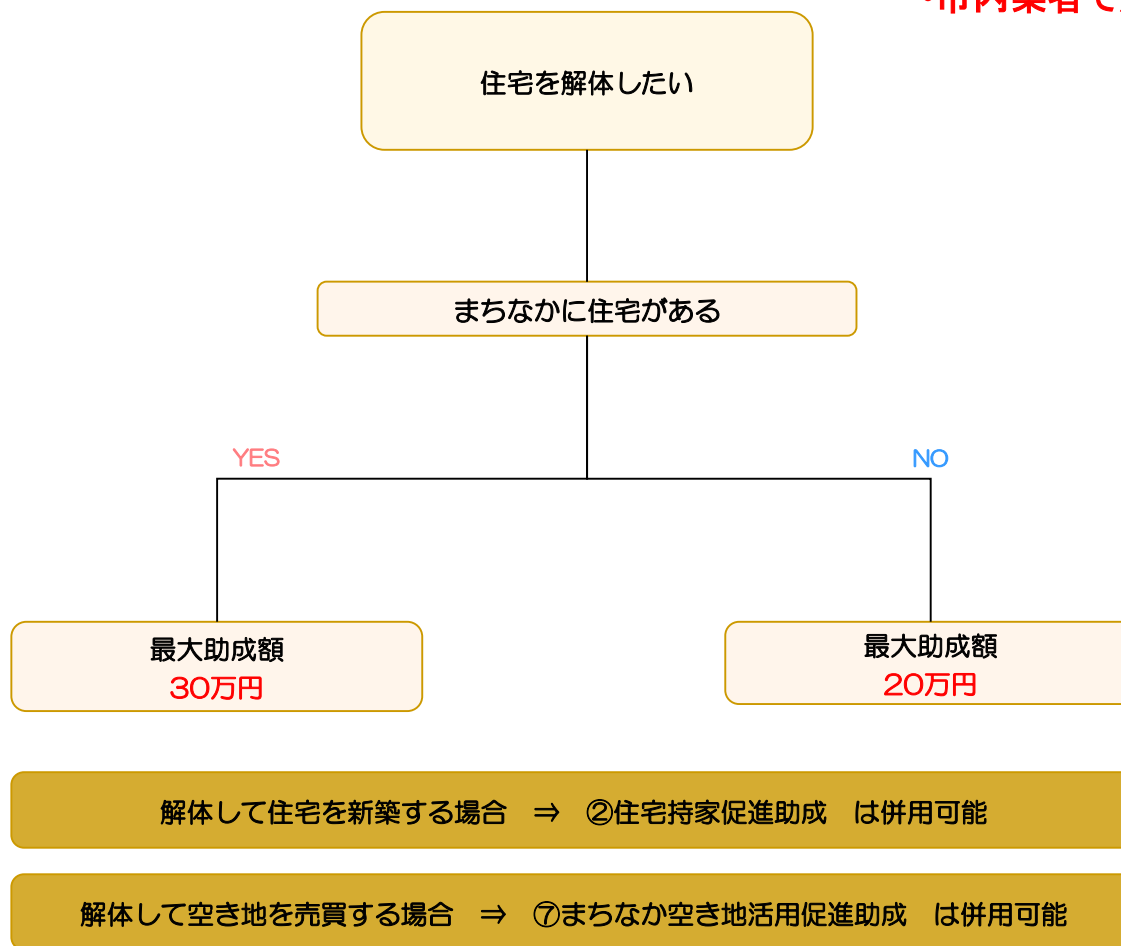 ・市内業者で
住宅を解体したい
まちなかに住宅がある
YES
NO
最大助成額
30万円
最大助成額
20万円
解体して住宅を新築する場合　⇒　②住宅持家促進助成　は併用可能
解体して空き地を売買する場合　⇒　⑦まちなか空き地活用促進助成　は併用可能